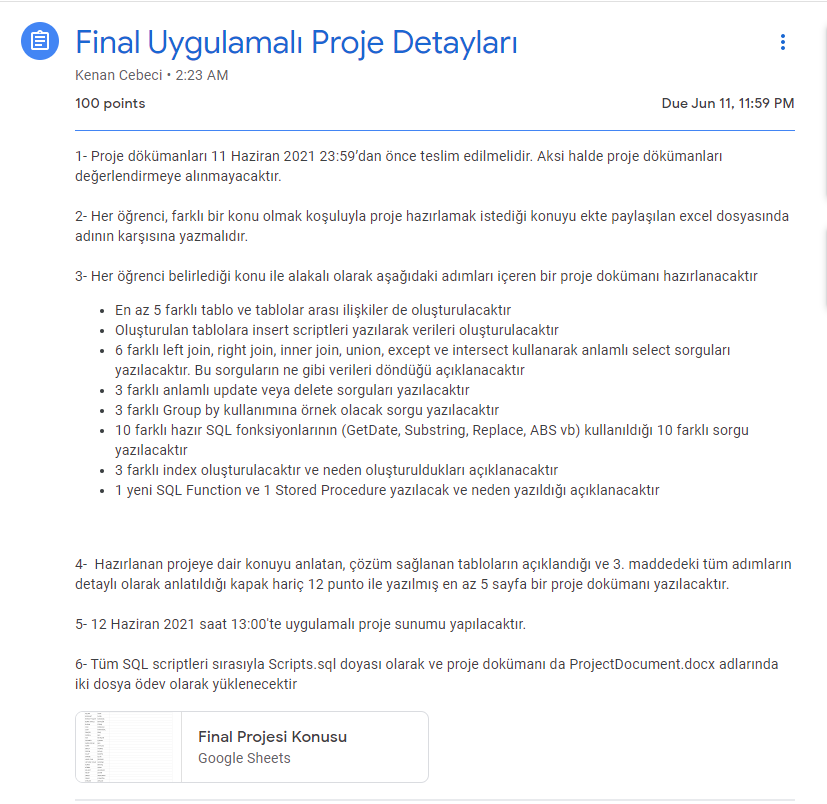 Final Uygulamalı Proje Detayları
Kenan Cebeci • 2:23 AM
100 points
Due Jun 11, 11:59 PM
1- Proje dökümanları 11 Haziran 2021 23:59’dan önce teslim edilmelidir. Aksi halde proje dökümanları
değerlendirmeye alınmayacaktır.
2- Her öğrenci, farklı bir konu olmak koşuluyla proje hazırlamak istediği konuyu ekte paylaşılan excel dosyasında
adının karşısına yazmalıdır.
3- Her öğrenci belirlediği konu ile alakalı olarak aşağıdaki adımları içeren bir proje dokümanı hazırlanacaktır
• En az 5 farklı tablo ve tablolar arası ilişkiler de oluşturulacaktır
• Oluşturulan tablolara insert scriptleri yazılarak verileri oluşturulacaktır
• 6 farklı left join, right join, inner join, union, except ve intersect kullanarak anlamlı select sorguları
yazılacaktır. Bu sorguların ne gibi verileri döndüğü açıklanacaktır
• 3 farklı anlamlı update veya delete sorguları yazılacaktır
• 3 farklı Group by kullanımına örnek olacak sorgu yazılacaktır
• 10 farklı hazır SQL fonksiyonlarının (GetDate, Substring, Replace, ABS vb) kullanıldığı 10 farklı sorgu
yazılacaktır
• 3 farklı index oluşturulacaktır ve neden oluşturuldukları açıklanacaktır
• 1 yeni SQL Function ve 1 Stored Procedure yazılacak ve neden yazıldığı açıklanacaktır
4- Hazırlanan projeye dair konuyu anlatan, çözüm sağlanan tabloların açıklandığı ve 3. maddedeki tüm adımların
detaylı olarak anlatıldığı kapak hariç 12 punto ile yazılmış en az 5 sayfa bir proje dokümanı yazılacaktır.
5- 12 Haziran 2021 saat 13:00'te uygulamalı proje sunumu yapılacaktır.
6- Tüm SQL scriptleri sırasıyla Scripts.sql doyası olarak ve proje dokümanı da ProjectDocument.docx adlarında
iki dosya ödev olarak yüklenecektir
Final Projesi Konusu
Google Sheets